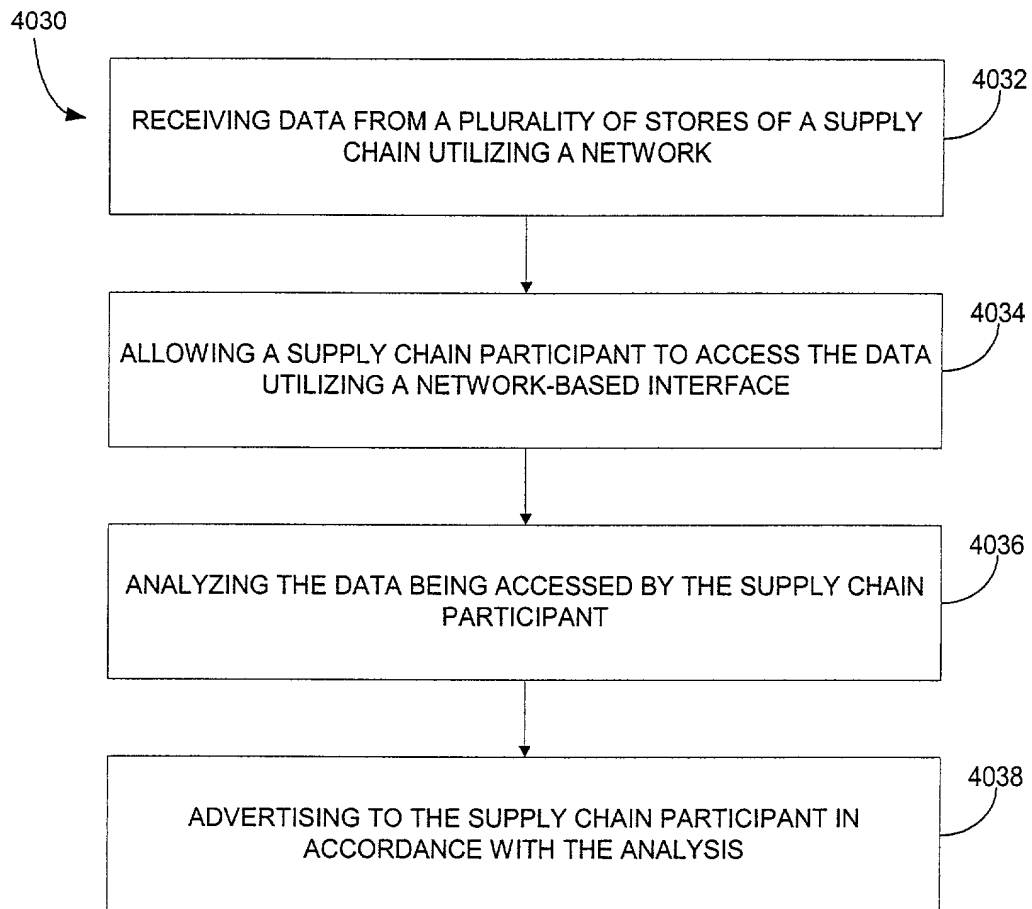 4030
4032
RECEIVING DATA FROM A PLURALITY OF STORES OF A SUPPLY
CHAIN UTILIZING A NETWORK
4034
ALLOWING A SUPPLY CHAIN PARTICIPANT TO ACCESS THE DATA
UTILIZING A NETWORK-BASED INTERFACE
4036
ANALYZING THE DATA BEING ACCESSED BY THE SUPPLY CHAIN
PARTICIPANT
4038
ADVERTISING TO THE SUPPLY CHAIN PARTICIPANT IN
ACCORDANCE WITH THE ANALYSIS